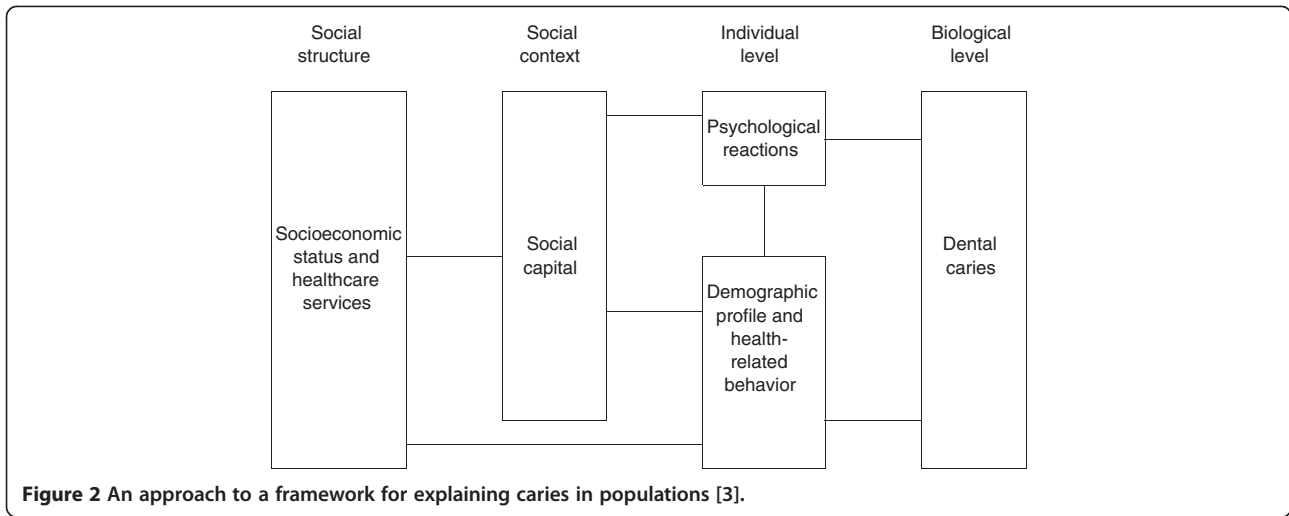 Social
structure
Social
context
Individual
level
Biological
level
Socioeconomic
status and
healthcare
services
Social
capital
Psychological
reactions
Demographic
profile and
health-
related
behavior
Dental
caries
Figure 2 An approach to a framework for explaining caries in populations [3].